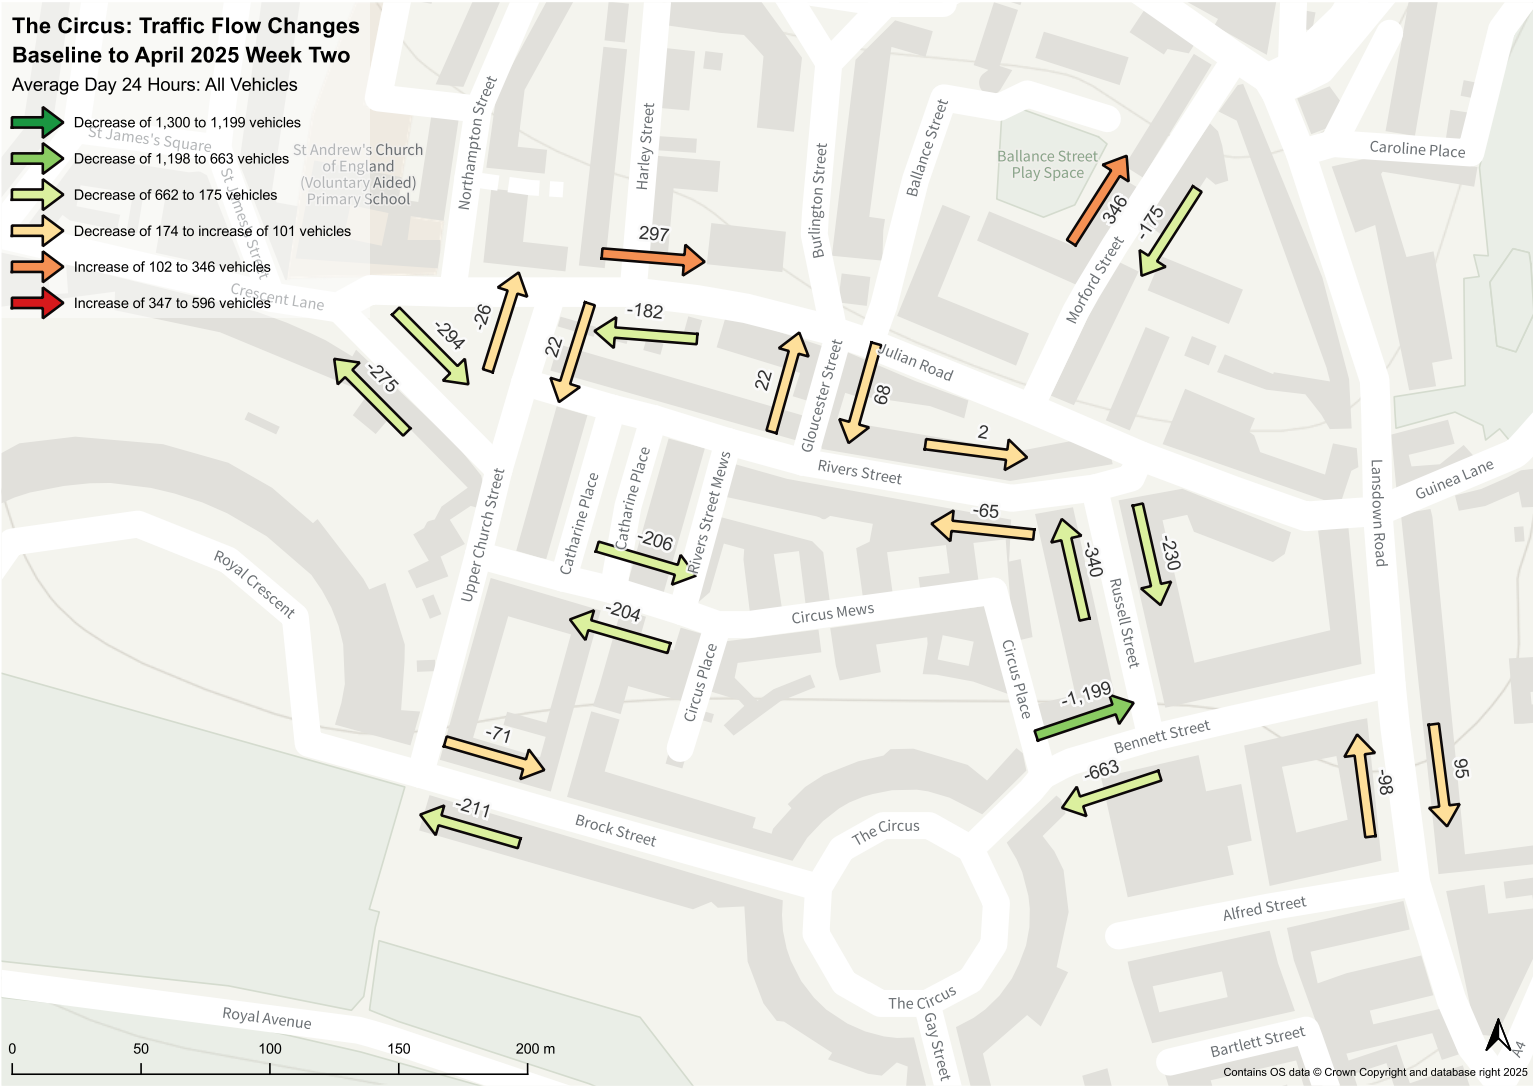 The Circus: Traffic Flow Changes
Baseline to April 2025 Week Two
Average Day 24 Hours: All Vehicles
Decrease of 1,300 to 1,199 vehicles
Decrease of 1,198 to 663 vehicles
Decrease of 662 to 175 vehicles
Decrease of 174 to increase of 101 vehicles
Increase of 102 to 346 vehicles
Increase of 347 to 596 vehicles
St James's Square
St James's Street
Crescent Lane
St Andrew's Church
of England
(Voluntary Aided)
Primary School
Northampton Street
Harley Street
Burlington Street
Ballance Street
Ballance Street
Play Space
Caroline Place
Morford Street
346
-175
297
-182
-26
22
-294
-275
22
68
Gloucester Street
Julian Road
2
Rivers Street
-65
Upper Church Street
Catharine Place
Catharine Place
Rivers Street Mews
-206
-204
Circus Mews
Circus Place
Circus Place
-340
-230
Russell Street
Lansdown Road
Guinea Lane
Royal Crescent
-1,199
Bennett Street
-663
-71
-211
Brock Street
The Circus
The Circus
Gay Street
-98
95
Alfred Street
Bartlett Street
A4
Royal Avenue
0 50 100 150 200 m
Contains OS data © Crown Copyright and database right 2025